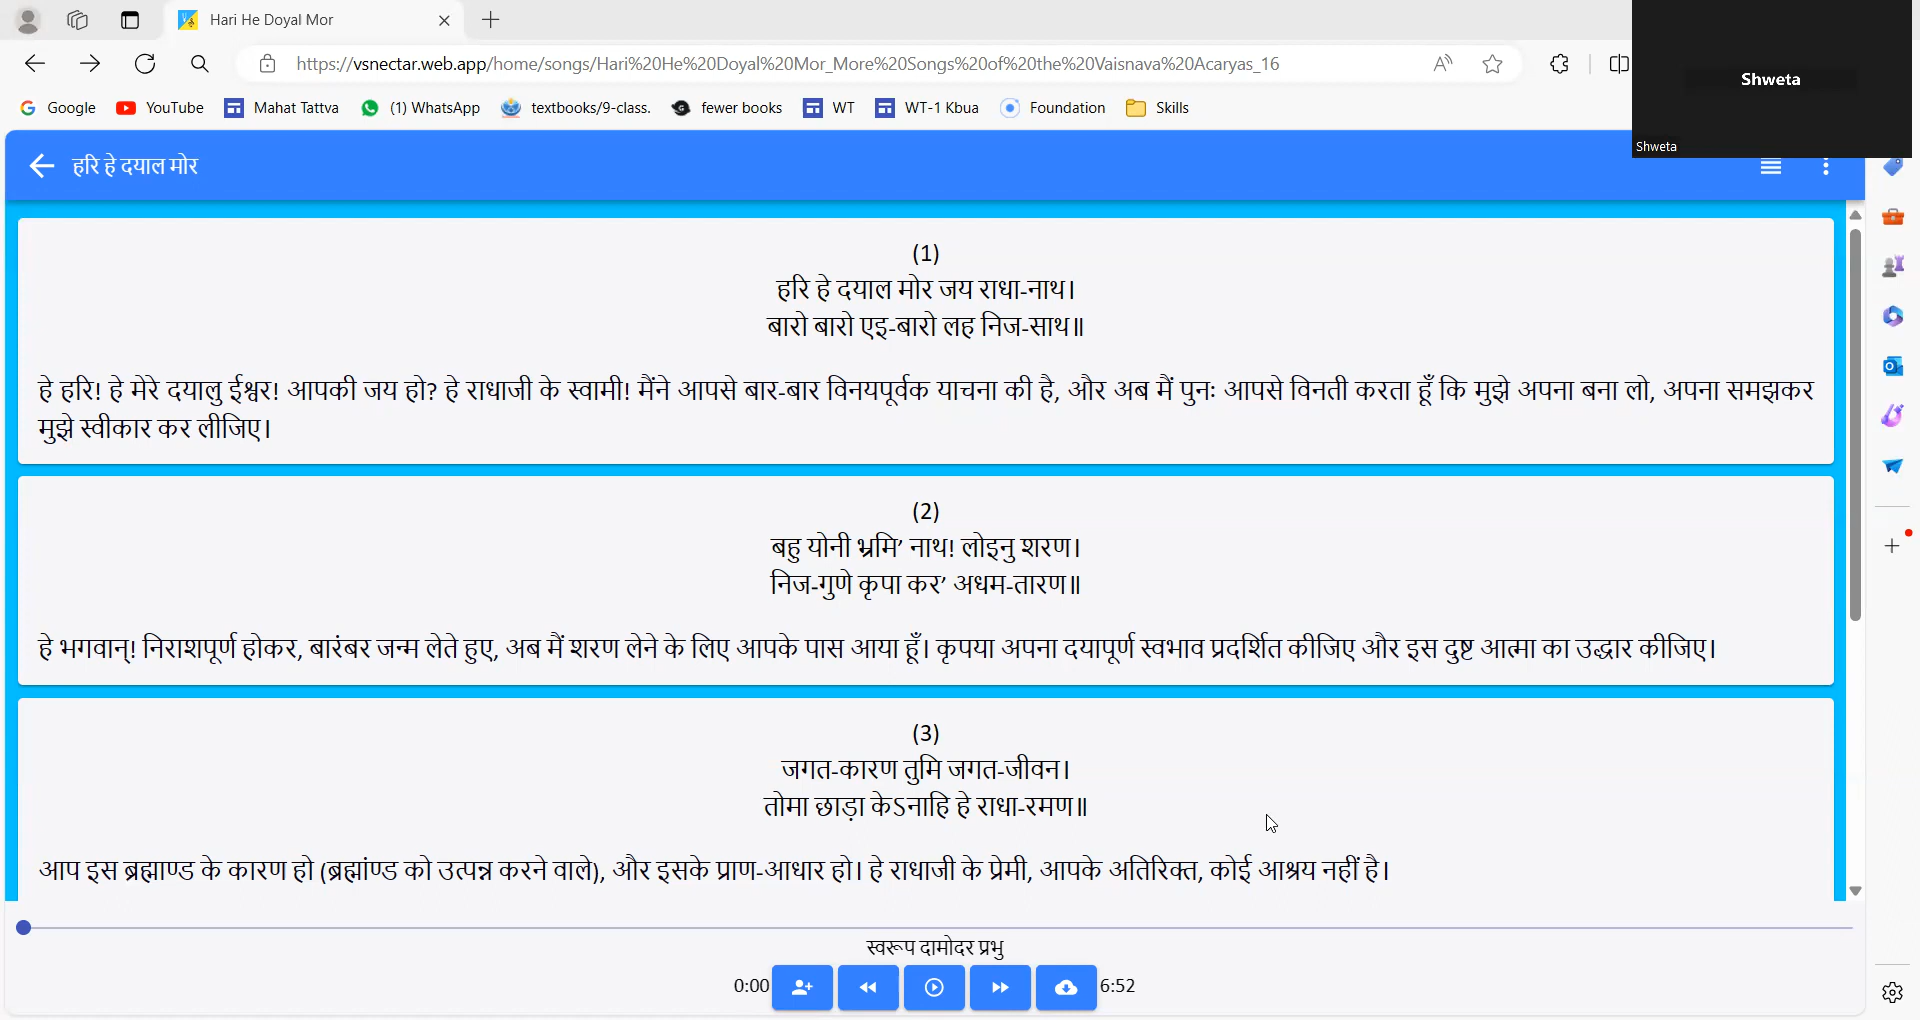 Hari He Doyal Mor
https://vsnectar.web.app/home/songs/Hari%20He%20Doyal%20Mor_More%20Songs%20of%20the%20Vaisnava%20Acaryas_16
Shweta
Google YouTube Mahat Tattva (1) WhatsApp textbooks/9-class. fewer books WT WT-1 Kbua Foundation Skills
Shweta
हरि हे दयाल मोर
(1)
हरि हे दयाल मोर जय राधा-नाथ।
बारो बारो एइ-बारो लह निज-साथ॥
हे हरि! हे मेरे दयालु ईश्वर! आपकी जय हो? हे राधाजी के स्वामी! मैंने आपसे बार-बार विनयपूर्वक याचना की है, और अब मैं पुनः आपसे विनती करता हूँ कि मुझे अपना बना लो, अपना समझकर
मुझे स्वीकार कर लीजिए।
(2)
बहु योनी भ्रमि’ नाथ! लोइनु शरण।
निज-गुणे कृपा कर’ अधम-तारण॥
हे भगवान्! निराशपूर्ण होकर, बारंबर जन्म लेते हुए, अब मैं शरण लेने के लिए आपके पास आया हूँ। कृपया अपना दयापूर्ण स्वभाव प्रदर्शित कीजिए और इस दुष्ट आत्मा का उद्धार कीजिए।
(3)
जगत-कारण तुमि जगत-जीवन।
तोमा छाड़ा केऽनाहि हे राधा-रमण॥
आप इस ब्रह्माण्ड के कारण हो (ब्रह्मांण्ड को उत्पन्न करने वाले), और इसके प्राण-आधार हो। हे राधाजी के प्रेमी, आपके अतिरिक्त, कोई आश्रय नहीं है।
स्वरूप दामोदर प्रभु
0:00 6:52